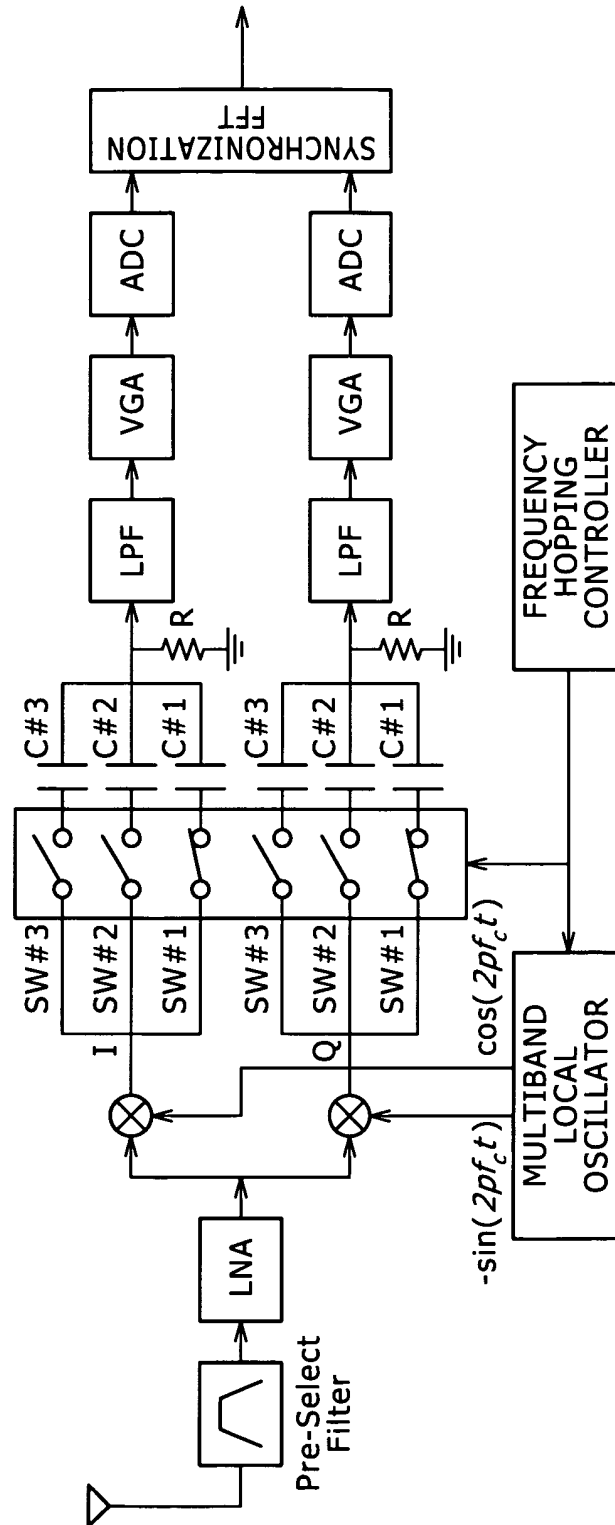 Pre-Select
Filter
LNA
I
Q
SW#3
SW#2
SW#1
SW#3
SW#2
SW#1
C#3
C#2
C#1
C#3
C#2
C#1
R
R
LPF
VGA
ADC
LPF
VGA
ADC
SYNCHRONIZATION
FFT
-sin(2pf_c t)
cos(2pf_c t)
MULTIBAND
LOCAL
OSCILLATOR
FREQUENCY
HOPPING
CONTROLLER